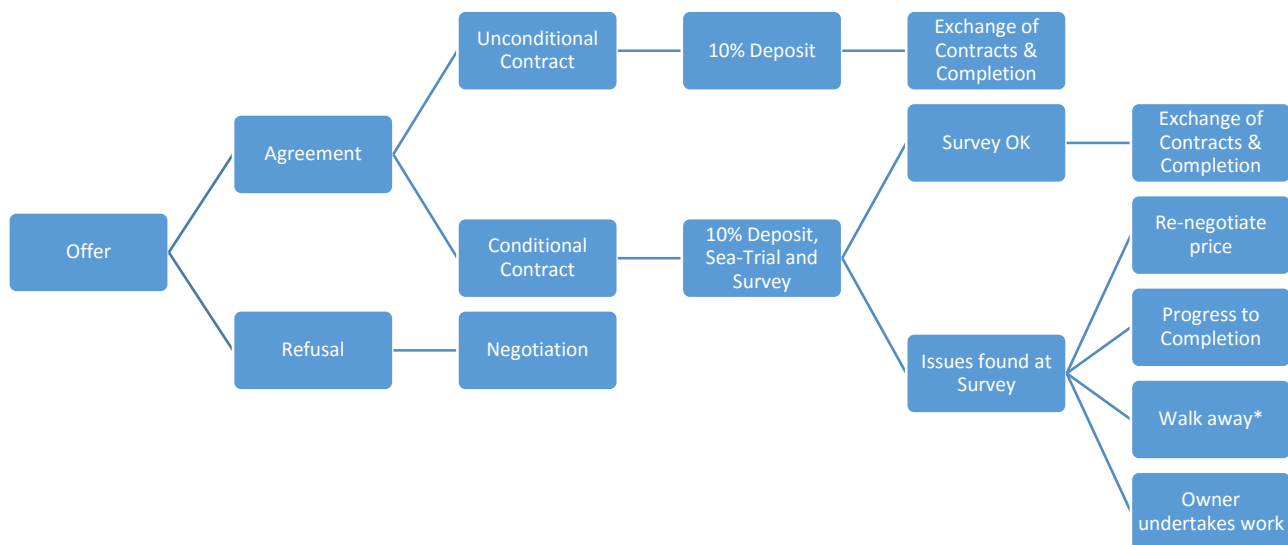 Offer
Agreement
Unconditional
Contract
10% Deposit
Exchange of
Contracts &
Completion
Conditional
Contract
10% Deposit,
Sea-Trial and
Survey
Survey OK
Exchange of
Contracts &
Completion
Issues found at
Survey
Re-negotiate
price
Progress to
Completion
Walk away*
Owner
undertakes work
Refusal
Negotiation